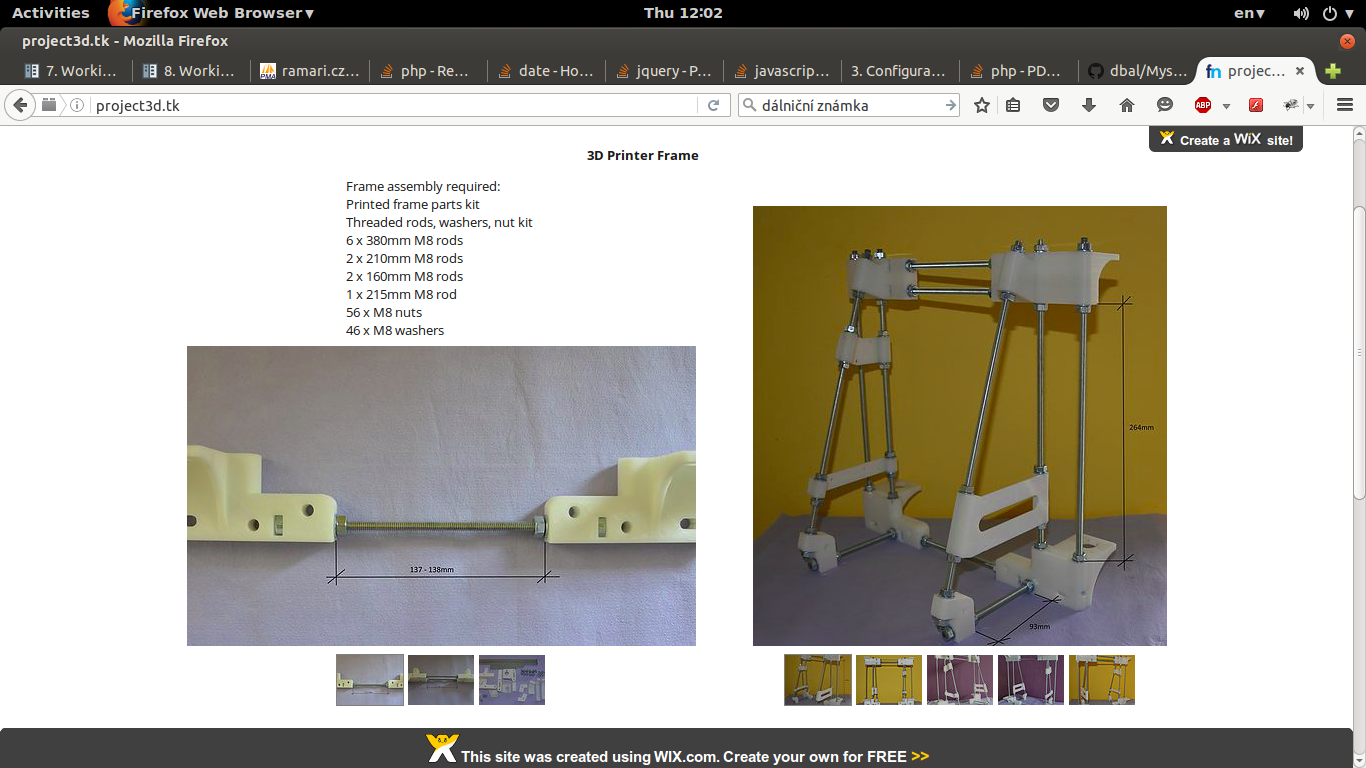 Activities
Firefox Web Browser
Thu 12:02
en
project3d.tk - Mozilla Firefox
7. Worki...
8. Worki...
PMA
ramari.cz...
php - Re...
date - Ho...
jquery - P...
javascrip...
3. Configura...
php - PD...
dbal/Mys...
fn
projec...
project3d.tk
dálniční známka
ABP
Create a WiX site!
3D Printer Frame
Frame assembly required:
Printed frame parts kit
Threaded rods, washers, nut kit
6 x 380mm M8 rods
2 x 210mm M8 rods
2 x 160mm M8 rods
1 x 215mm M8 rod
56 x M8 nuts
46 x M8 washers
137 - 138mm
264mm
93mm
This site was created using WIX.com. Create your own for FREE >>